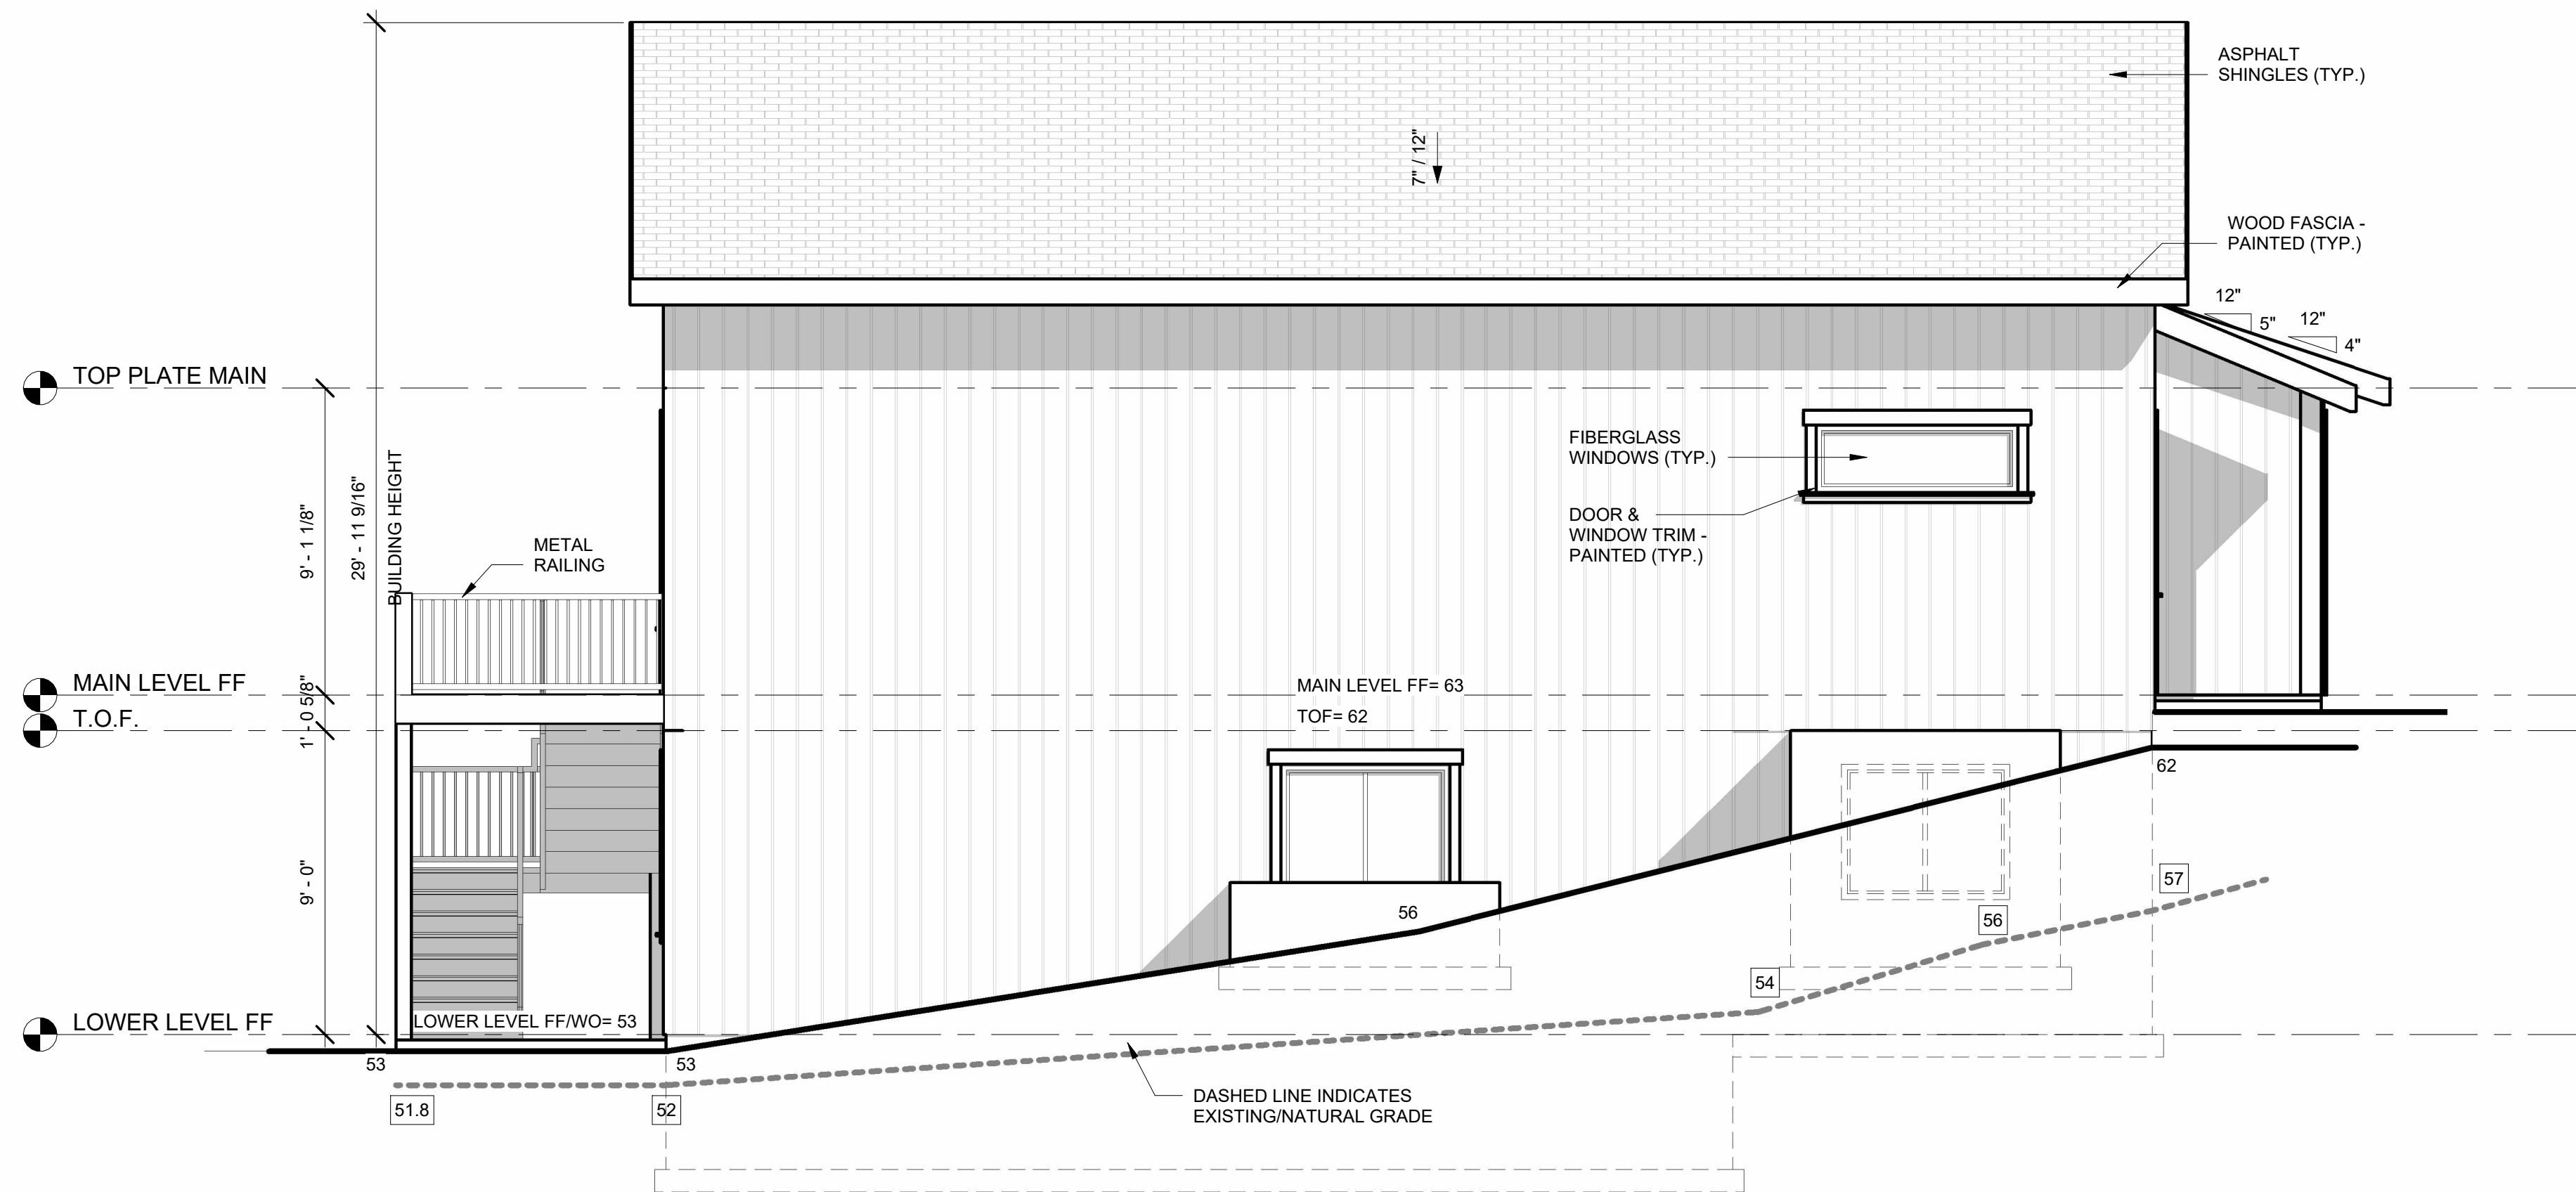 ASPHALT
SHINGLES (TYP.)
7" / 12"
WOOD FASCIA -
PAINTED (TYP.)
12"
5"
12"
4"
TOP PLATE MAIN
FIBERGLASS
WINDOWS (TYP.)
DOOR &
WINDOW TRIM -
PAINTED (TYP.)
9' - 1 1/8"
29' - 11 9/16"
BUILDING HEIGHT
METAL
RAILING
MAIN LEVEL FF
MAIN LEVEL FF= 63
1' - 0 5/8"
T.O.F.
TOF= 62
62
9' - 0"
57
56
56
54
LOWER LEVEL FF
LOWER LEVEL FF/WO= 53
53
53
51.8
52
DASHED LINE INDICATES
EXISTING/NATURAL GRADE